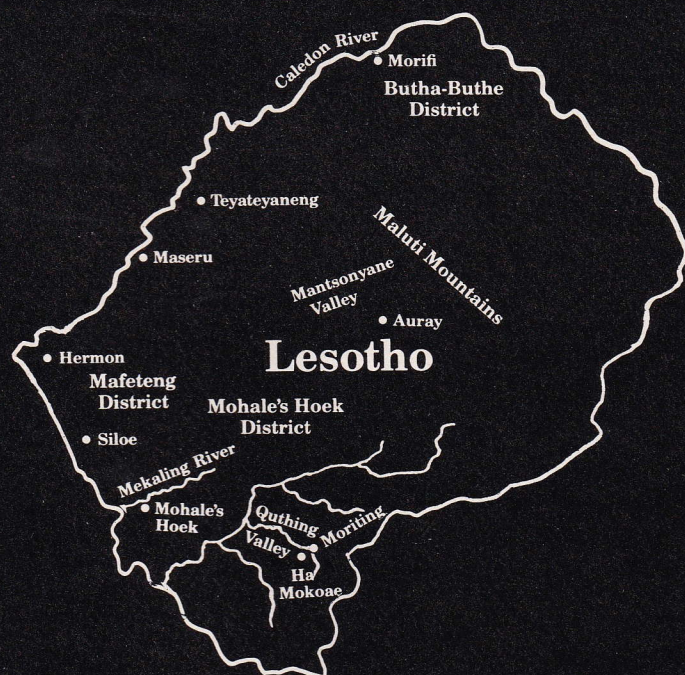 Caledon River
Morifi
Butha-Buthe
District
Teyateyaneng
Maluti Mountains
Maseru
Mantsonyane
Valley
Auray
Lesotho
Hermon
Mafeteng
District
Mohale's Hoek
District
Siloe
Mekaling River
Mohale's
Hoek
Quthing
Valley
Moriting
Ha
Mokoae